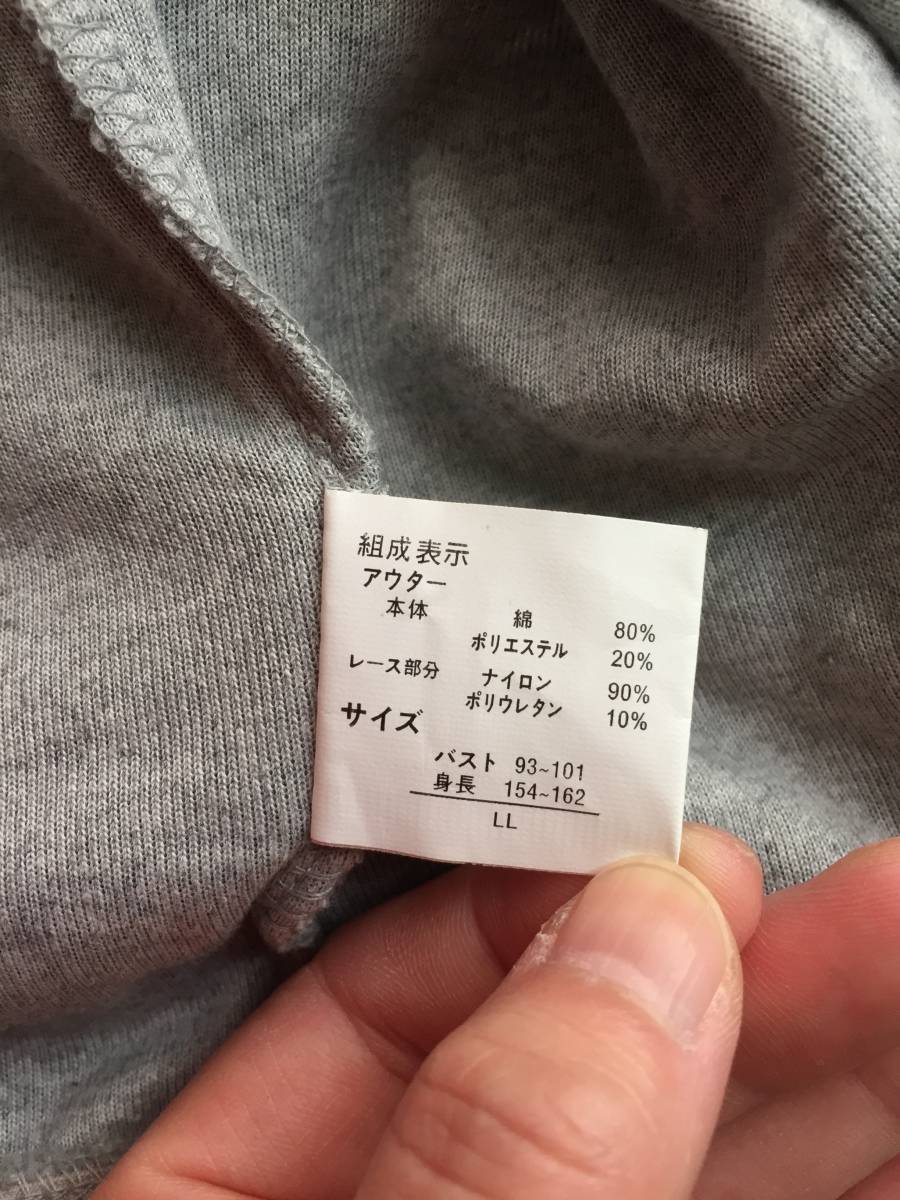 組成表示
アウター
本体 綿 80%
ポリエステル 20%
レース部分 ナイロン 90%
ポリウレタン 10%
サイズ
バスト 93~101
身長 154~162
LL